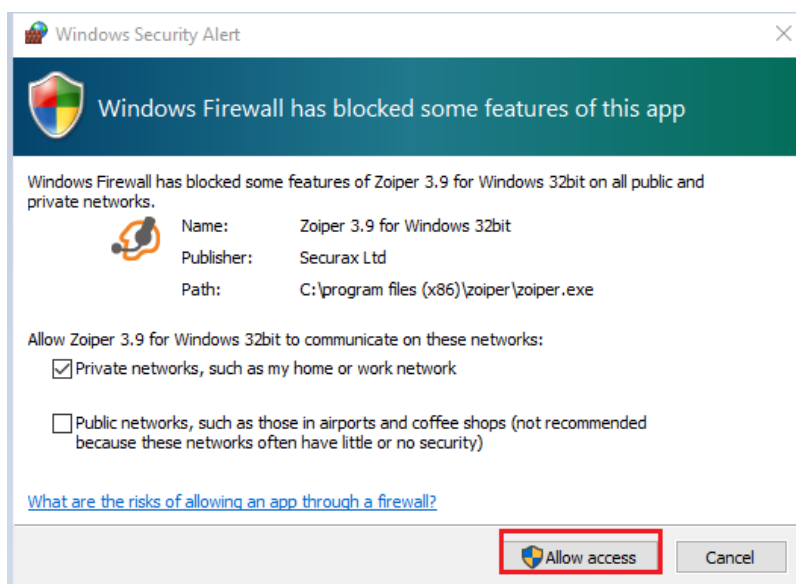 Windows Security Alert
Windows Firewall has blocked some features of this app
Windows Firewall has blocked some features of Zoiper 3.9 for Windows 32bit on all public and
private networks.
Name: Zoiper 3.9 for Windows 32bit
Publisher: Securax Ltd
Path: C:\program files (x86)\zoiper\zoiper.exe
Allow Zoiper 3.9 for Windows 32bit to communicate on these networks:
Private networks, such as my home or work network
Public networks, such as those in airports and coffee shops (not recommended
because these networks often have little or no security)
What are the risks of allowing an app through a firewall?
Allow access Cancel